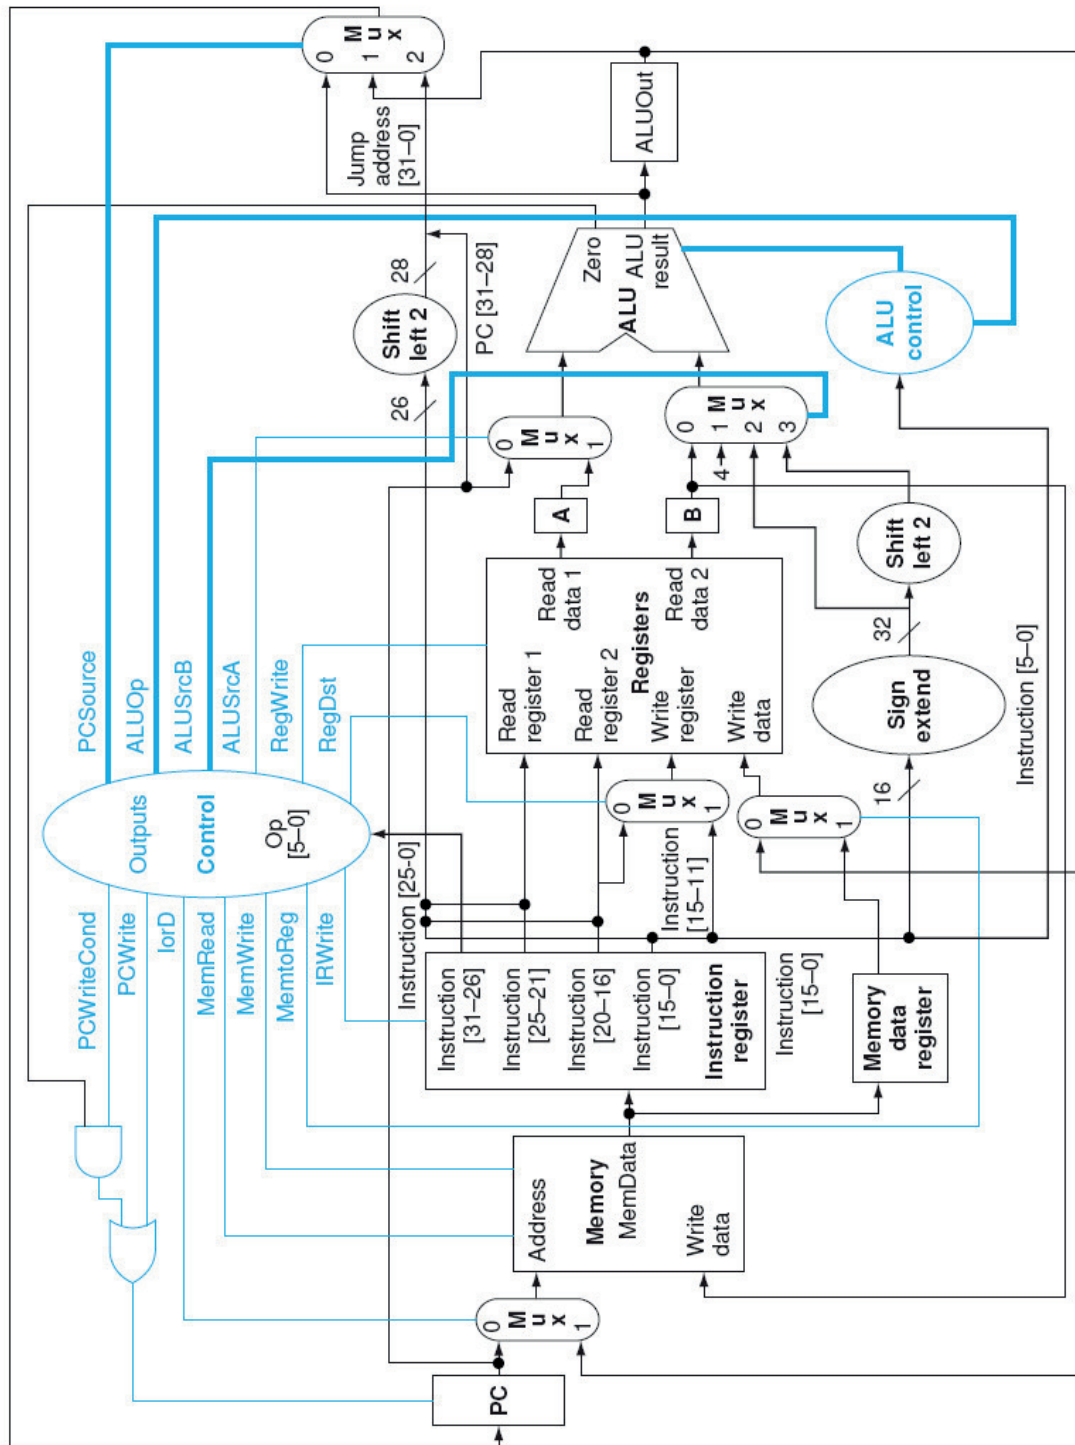 PCWriteCond
PCWrite
IorD
MemRead
MemWrite
MemtoReg
IRWrite
Outputs
Control
Op
[5–0]
PCSource
ALUOp
ALUSrcB
ALUSrcA
RegWrite
RegDst
PC
0
M
u
x
1
Address
Memory
MemData
Write
data
Instruction [25-0]
Instruction
[31–26]
Instruction
[25–21]
Instruction
[20–16]
Instruction
[15–0]
Instruction
register
Instruction
[15–0]
Memory
data
register
Instruction
[15–11]
0
M
u
x
1
0
M
u
x
1
16
Read
register 1
Read
register 2
Registers
Write
register
Write
data
Read
data 1
Read
data 2
Sign
extend
32
Instruction [5–0]
Shift
left 2
A
B
4
0
M
u
x
1
0
1
M
u
2
x
3
26
Shift
left 2
28
PC [31–28]
Jump
address
[31–0]
Zero
ALU
ALU
result
ALU
control
ALUOut
0
M
1
u
x
2